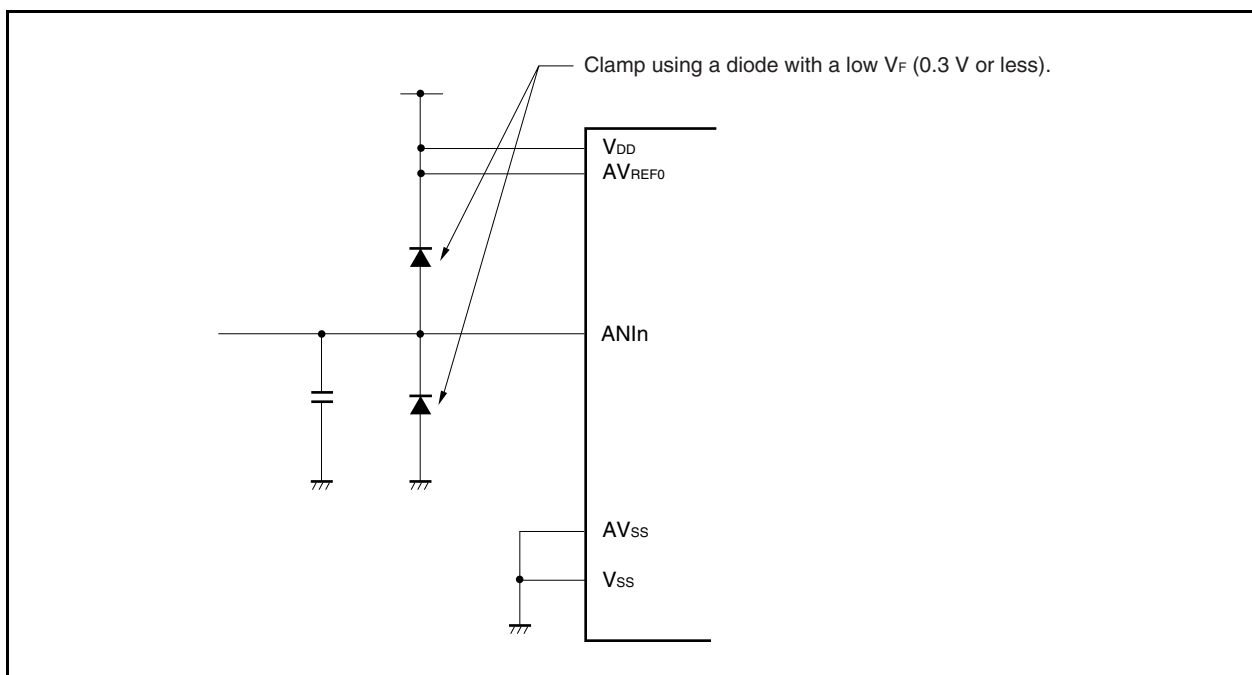 Clamp using a diode with a low VF (0.3 V or less).
VDD
AVREF0
ANIn
AVSS
VSS